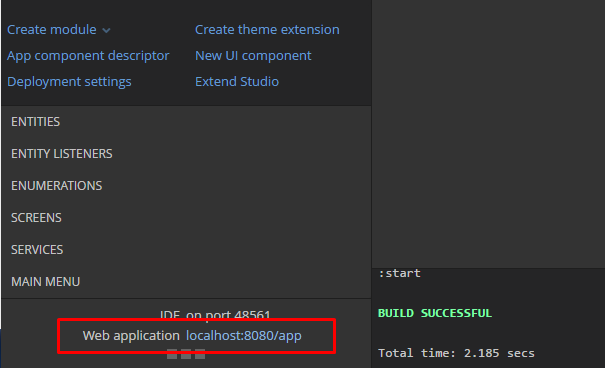 Create module
Create theme extension
App component descriptor
New UI component
Deployment settings
Extend Studio
ENTITIES
ENTITY LISTENERS
ENUMERATIONS
SCREENS
SERVICES
MAIN MENU
IDE on port 48561
Web application localhost:8080/app
:start
BUILD SUCCESSFUL
Total time: 2.185 secs